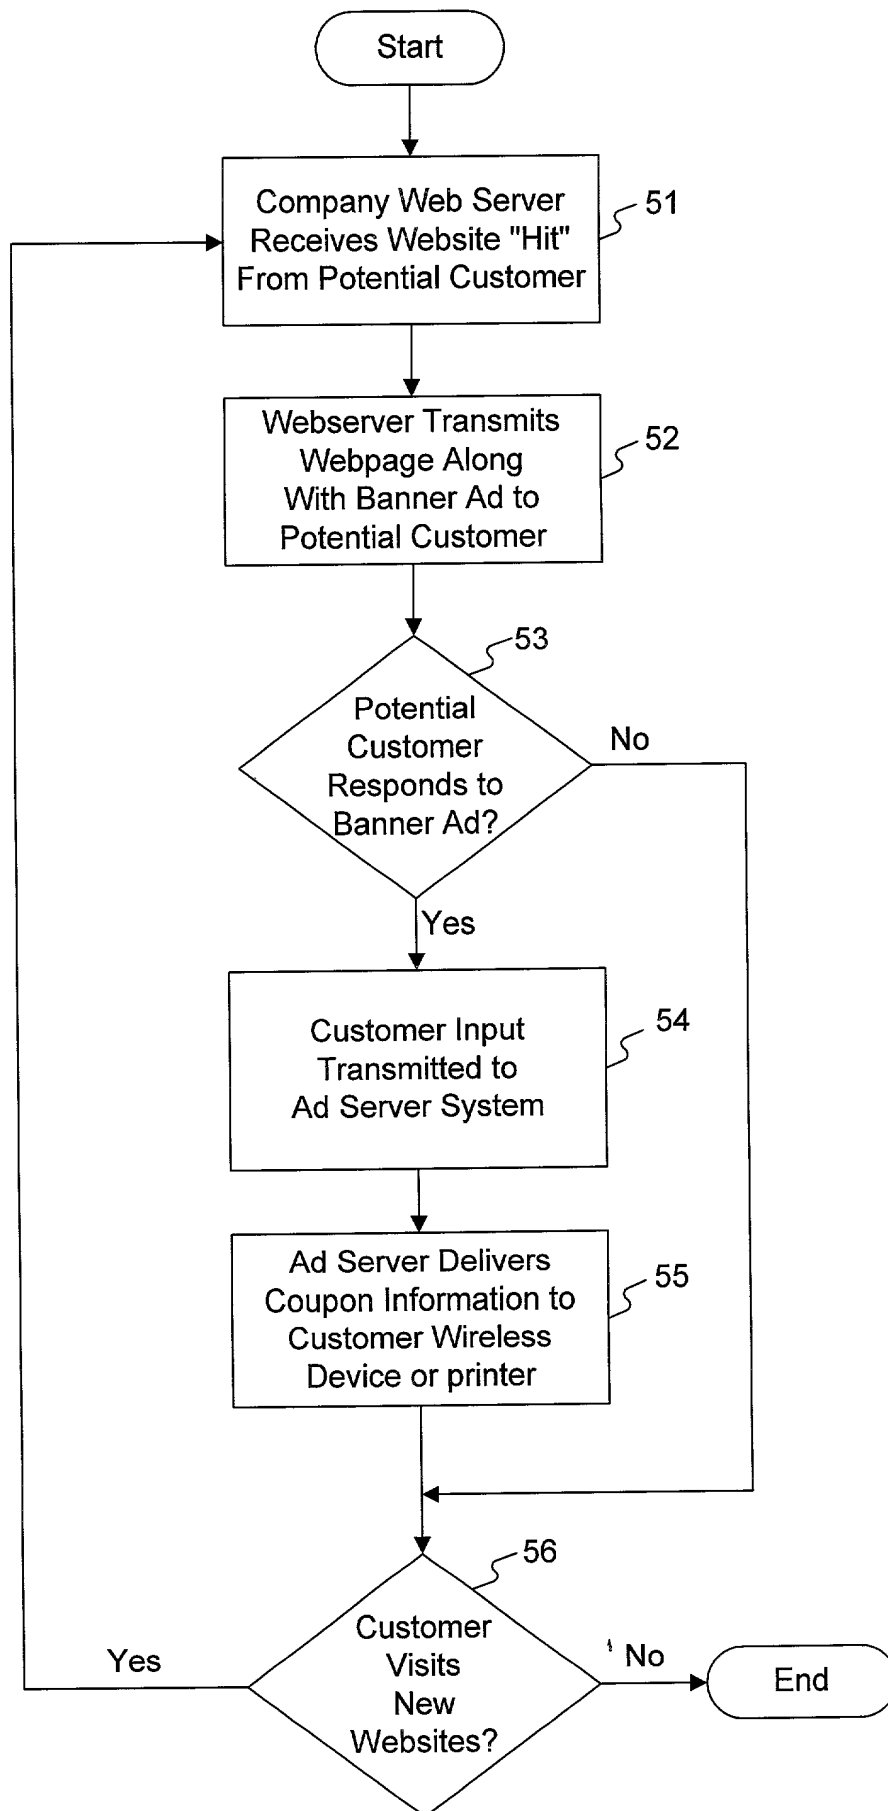 Start
Company Web Server
Receives Website "Hit"
From Potential Customer
51
Webserver Transmits
Webpage Along
With Banner Ad to
Potential Customer
52
53
Potential
Customer
Responds to
Banner Ad?
No
Yes
Customer Input
Transmitted to
Ad Server System
54
Ad Server Delivers
Coupon Information to
Customer Wireless
Device or printer
55
56
Customer
Visits
New
Websites?
Yes
No
End